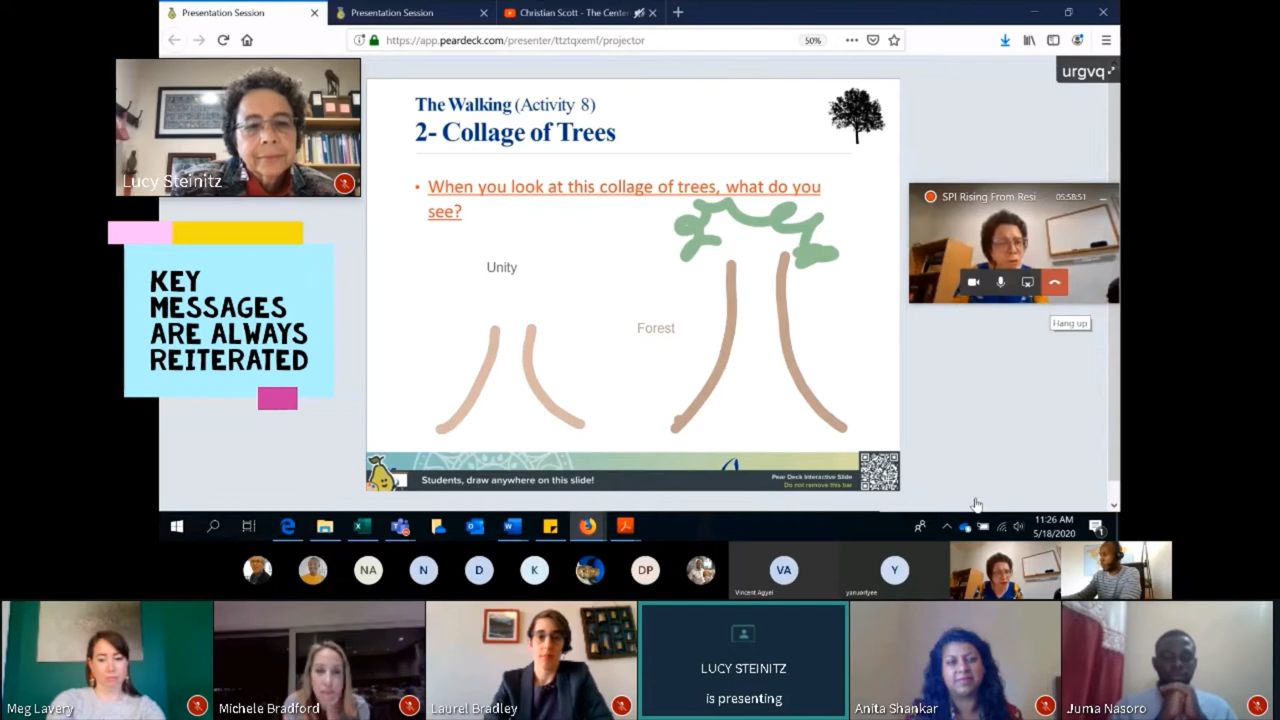 Presentation Session
Presentation Session
Christian Scott - The Cente
https://app.peardeck.com/presenter/ttztqxemf/projector
50%
urgvq
Lucy Steinitz
The Walking (Activity 8)
2- Collage of Trees
• When you look at this collage of trees, what do you
see?
Unity
Forest
KEY
MESSAGES
ARE ALWAYS
REITERATED
SPI Rising From Resi
05:58:51
Hang up
Students, draw anywhere on this slide!
Pear Deck Interactive Slide
Do not remove this bar
11:26 AM
5/18/2020
1
NA
N
D
K
DP
VA
Vincent Agyei
Y
Meg Lavery
Michele Bradford
Laurel Bradley
LUCY STEINITZ
is presenting
Anita Shankar
Juma Nasoro